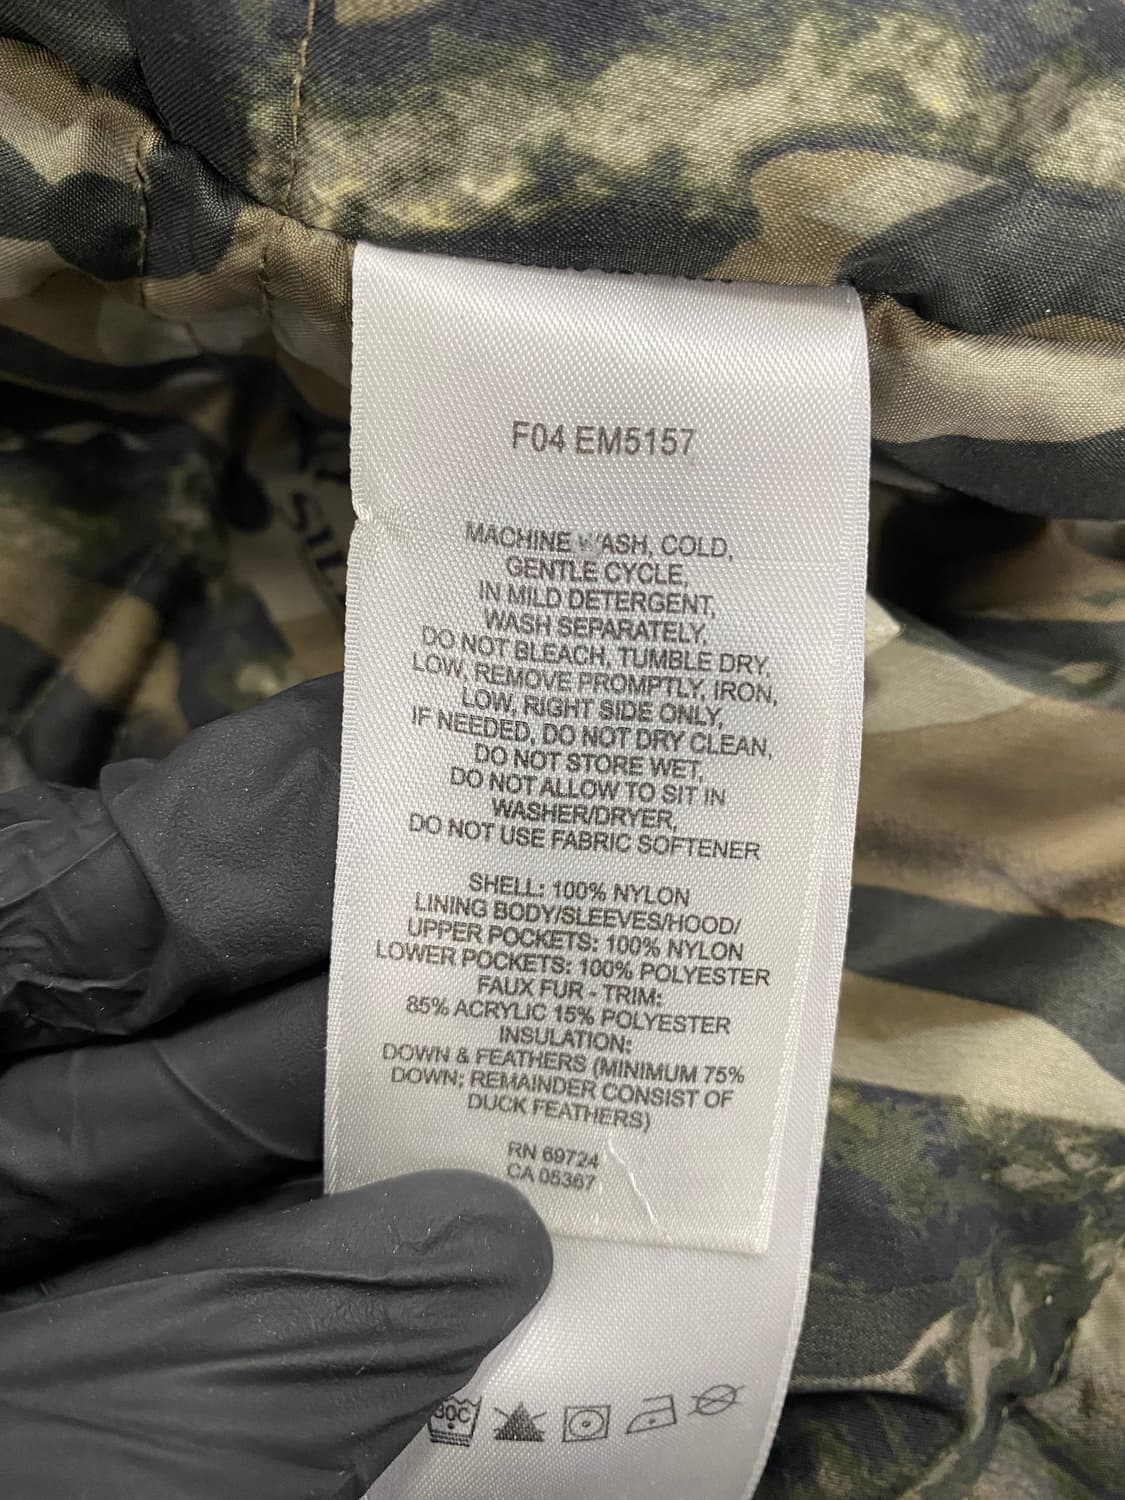 F04 EM5157
MACHINE WASH, COLD,
GENTLE CYCLE,
IN MILD DETERGENT,
WASH SEPARATELY,
DO NOT BLEACH, TUMBLE DRY,
LOW, REMOVE PROMPTLY, IRON,
LOW, RIGHT SIDE ONLY,
IF NEEDED, DO NOT DRY CLEAN,
DO NOT STORE WET,
DO NOT ALLOW TO SIT IN
WASHER/DRYER,
DO NOT USE FABRIC SOFTENER
SHELL: 100% NYLON
LINING BODY/SLEEVES/HOOD/
UPPER POCKETS: 100% NYLON
LOWER POCKETS: 100% POLYESTER
FAUX FUR - TRIM:
85% ACRYLIC 15% POLYESTER
INSULATION:
DOWN & FEATHERS (MINIMUM 75%
DOWN; REMAINDER CONSIST OF
DUCK FEATHERS)
RN 69724
CA 05367
30C